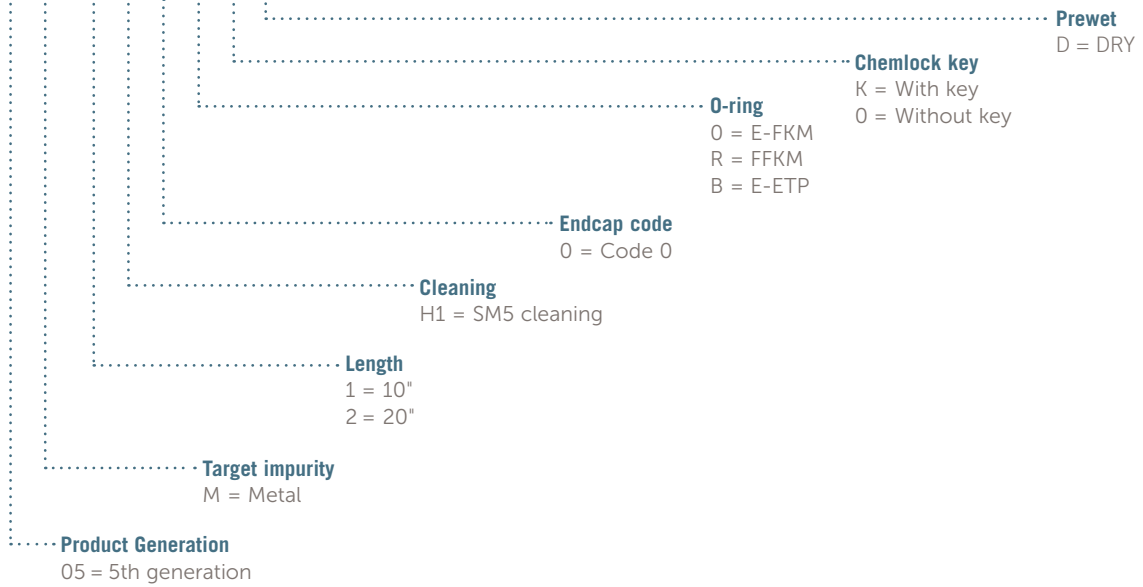 Prewet
D = DRY
Chemlock key
K = With key
0 = Without key
O-ring
0 = E-FKM
R = FFKM
B = E-ETP
Endcap code
0 = Code 0
Cleaning
H1 = SM5 cleaning
Length
1 = 10"
2 = 20"
Target impurity
M = Metal
Product Generation
05 = 5th generation